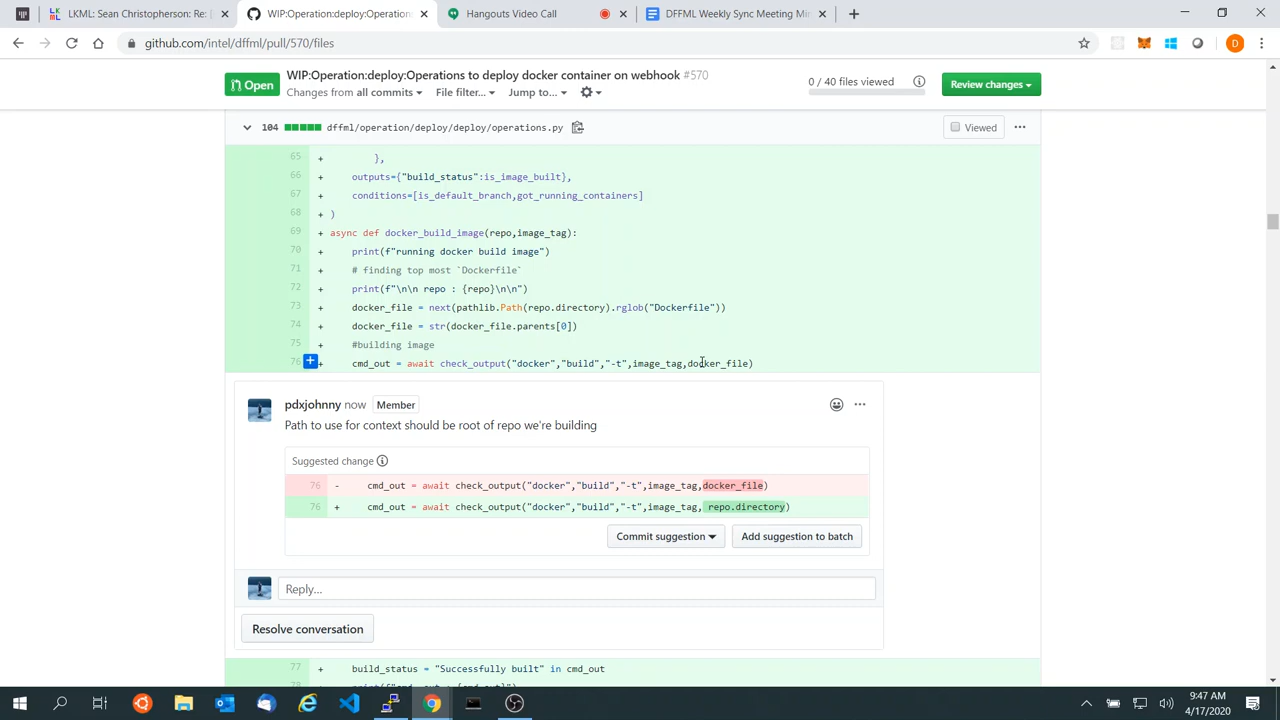 LKML: Sean Christopherson: Re: [
WIP:Operation:deploy:Operation
Hangouts Video Call
DFFML Weekly Sync Meeting Mi
github.com/intel/dffml/pull/570/files
D
Open
WIP:Operation:deploy:Operations to deploy docker container on webhook #570
Changes from all commits
File filter...
Jump to...
0 / 40 files viewed
Review changes
104
dffml/operation/deploy/deploy/operations.py
Viewed
65 + },
66 + outputs={"build_status":is_image_built},
67 + conditions=[is_default_branch,got_running_containers]
68 + )
69 + async def docker_build_image(repo,image_tag):
70 + print(f"running docker build image")
71 + # finding top most `Dockerfile`
72 + print(f"\n\n repo : {repo}\n\n")
73 + docker_file = next(pathlib.Path(repo.directory).rglob("Dockerfile"))
74 + docker_file = str(docker_file.parents[0])
75 + #building image
76 + cmd_out = await check_output("docker","build","-t",image_tag,docker_file)
pdxjohnny now Member
Path to use for context should be root of repo we're building
Suggested change
76 - cmd_out = await check_output("docker","build","-t",image_tag,docker_file)
76 + cmd_out = await check_output("docker","build","-t",image_tag, repo.directory)
Commit suggestion
Add suggestion to batch
Reply...
Resolve conversation
77 + build_status = "Successfully built" in cmd_out
9:47 AM
4/17/2020